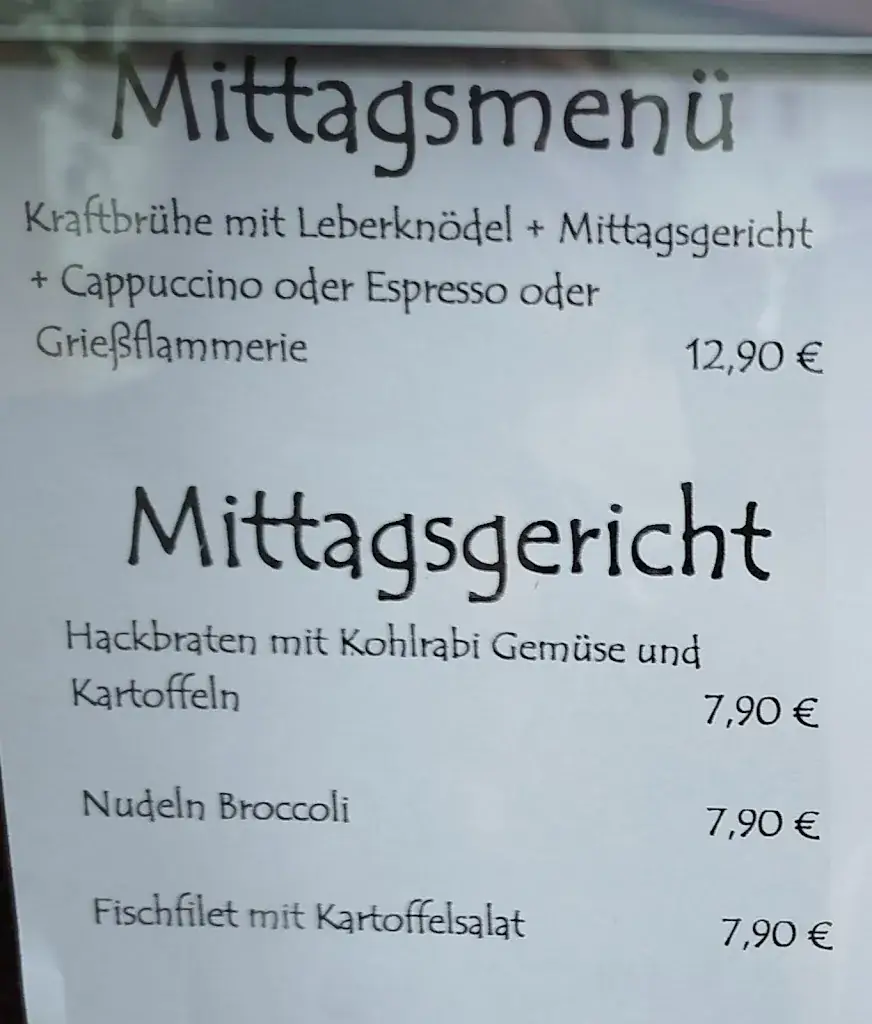 Mittagsmenü
Kraftbrühe mit Leberknödel + Mittagsgericht
+ Cappuccino oder Espresso oder
Grießflammerie 12,90 €
Mittagsgericht
Hackbraten mit Kohlrabi Gemüse und
Kartoffeln 7,90 €
Nudeln Broccoli 7,90 €
Fischfilet mit Kartoffelsalat 7,90 €